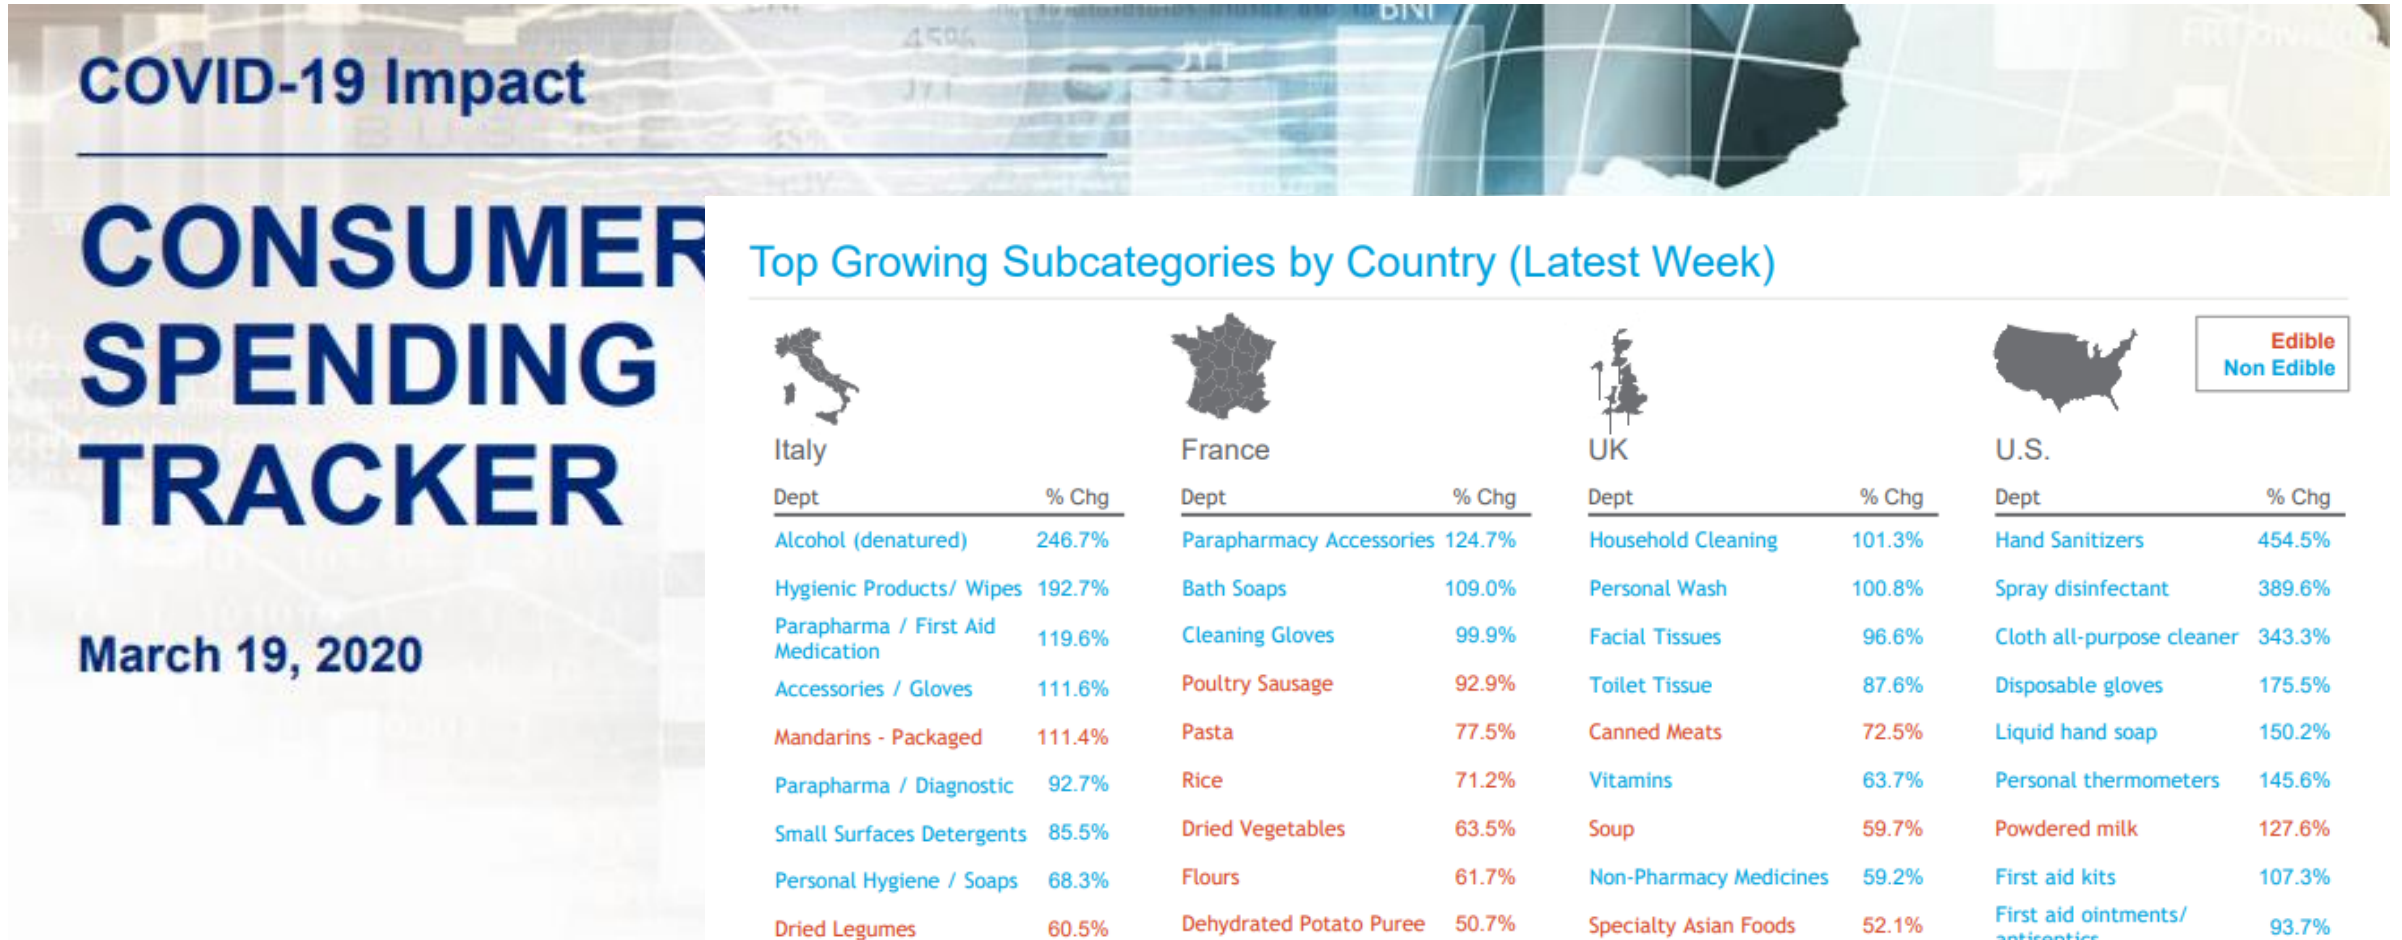 COVID-19 Impact
CONSUMER
SPENDING
TRACKER
March 19, 2020
Top Growing Subcategories by Country (Latest Week)
Edible
Non Edible
Italy
Dept % Chg
Alcohol (denatured) 246.7%
Hygienic Products/ Wipes 192.7%
Parapharma / First Aid
Medication 119.6%
Accessories / Gloves 111.6%
Mandarins - Packaged 111.4%
Parapharma / Diagnostic 92.7%
Small Surfaces Detergents 85.5%
Personal Hygiene / Soaps 68.3%
Dried Legumes 60.5%
France
Dept % Chg
Parapharmacy Accessories 124.7%
Bath Soaps 109.0%
Cleaning Gloves 99.9%
Poultry Sausage 92.9%
Pasta 77.5%
Rice 71.2%
Dried Vegetables 63.5%
Flours 61.7%
Dehydrated Potato Puree 50.7%
UK
Dept % Chg
Household Cleaning 101.3%
Personal Wash 100.8%
Facial Tissues 96.6%
Toilet Tissue 87.6%
Canned Meats 72.5%
Vitamins 63.7%
Soup 59.7%
Non-Pharmacy Medicines 59.2%
Specialty Asian Foods 52.1%
U.S.
Dept % Chg
Hand Sanitizers 454.5%
Spray disinfectant 389.6%
Cloth all-purpose cleaner 343.3%
Disposable gloves 175.5%
Liquid hand soap 150.2%
Personal thermometers 145.6%
Powdered milk 127.6%
First aid kits 107.3%
First aid ointments/
93.7%